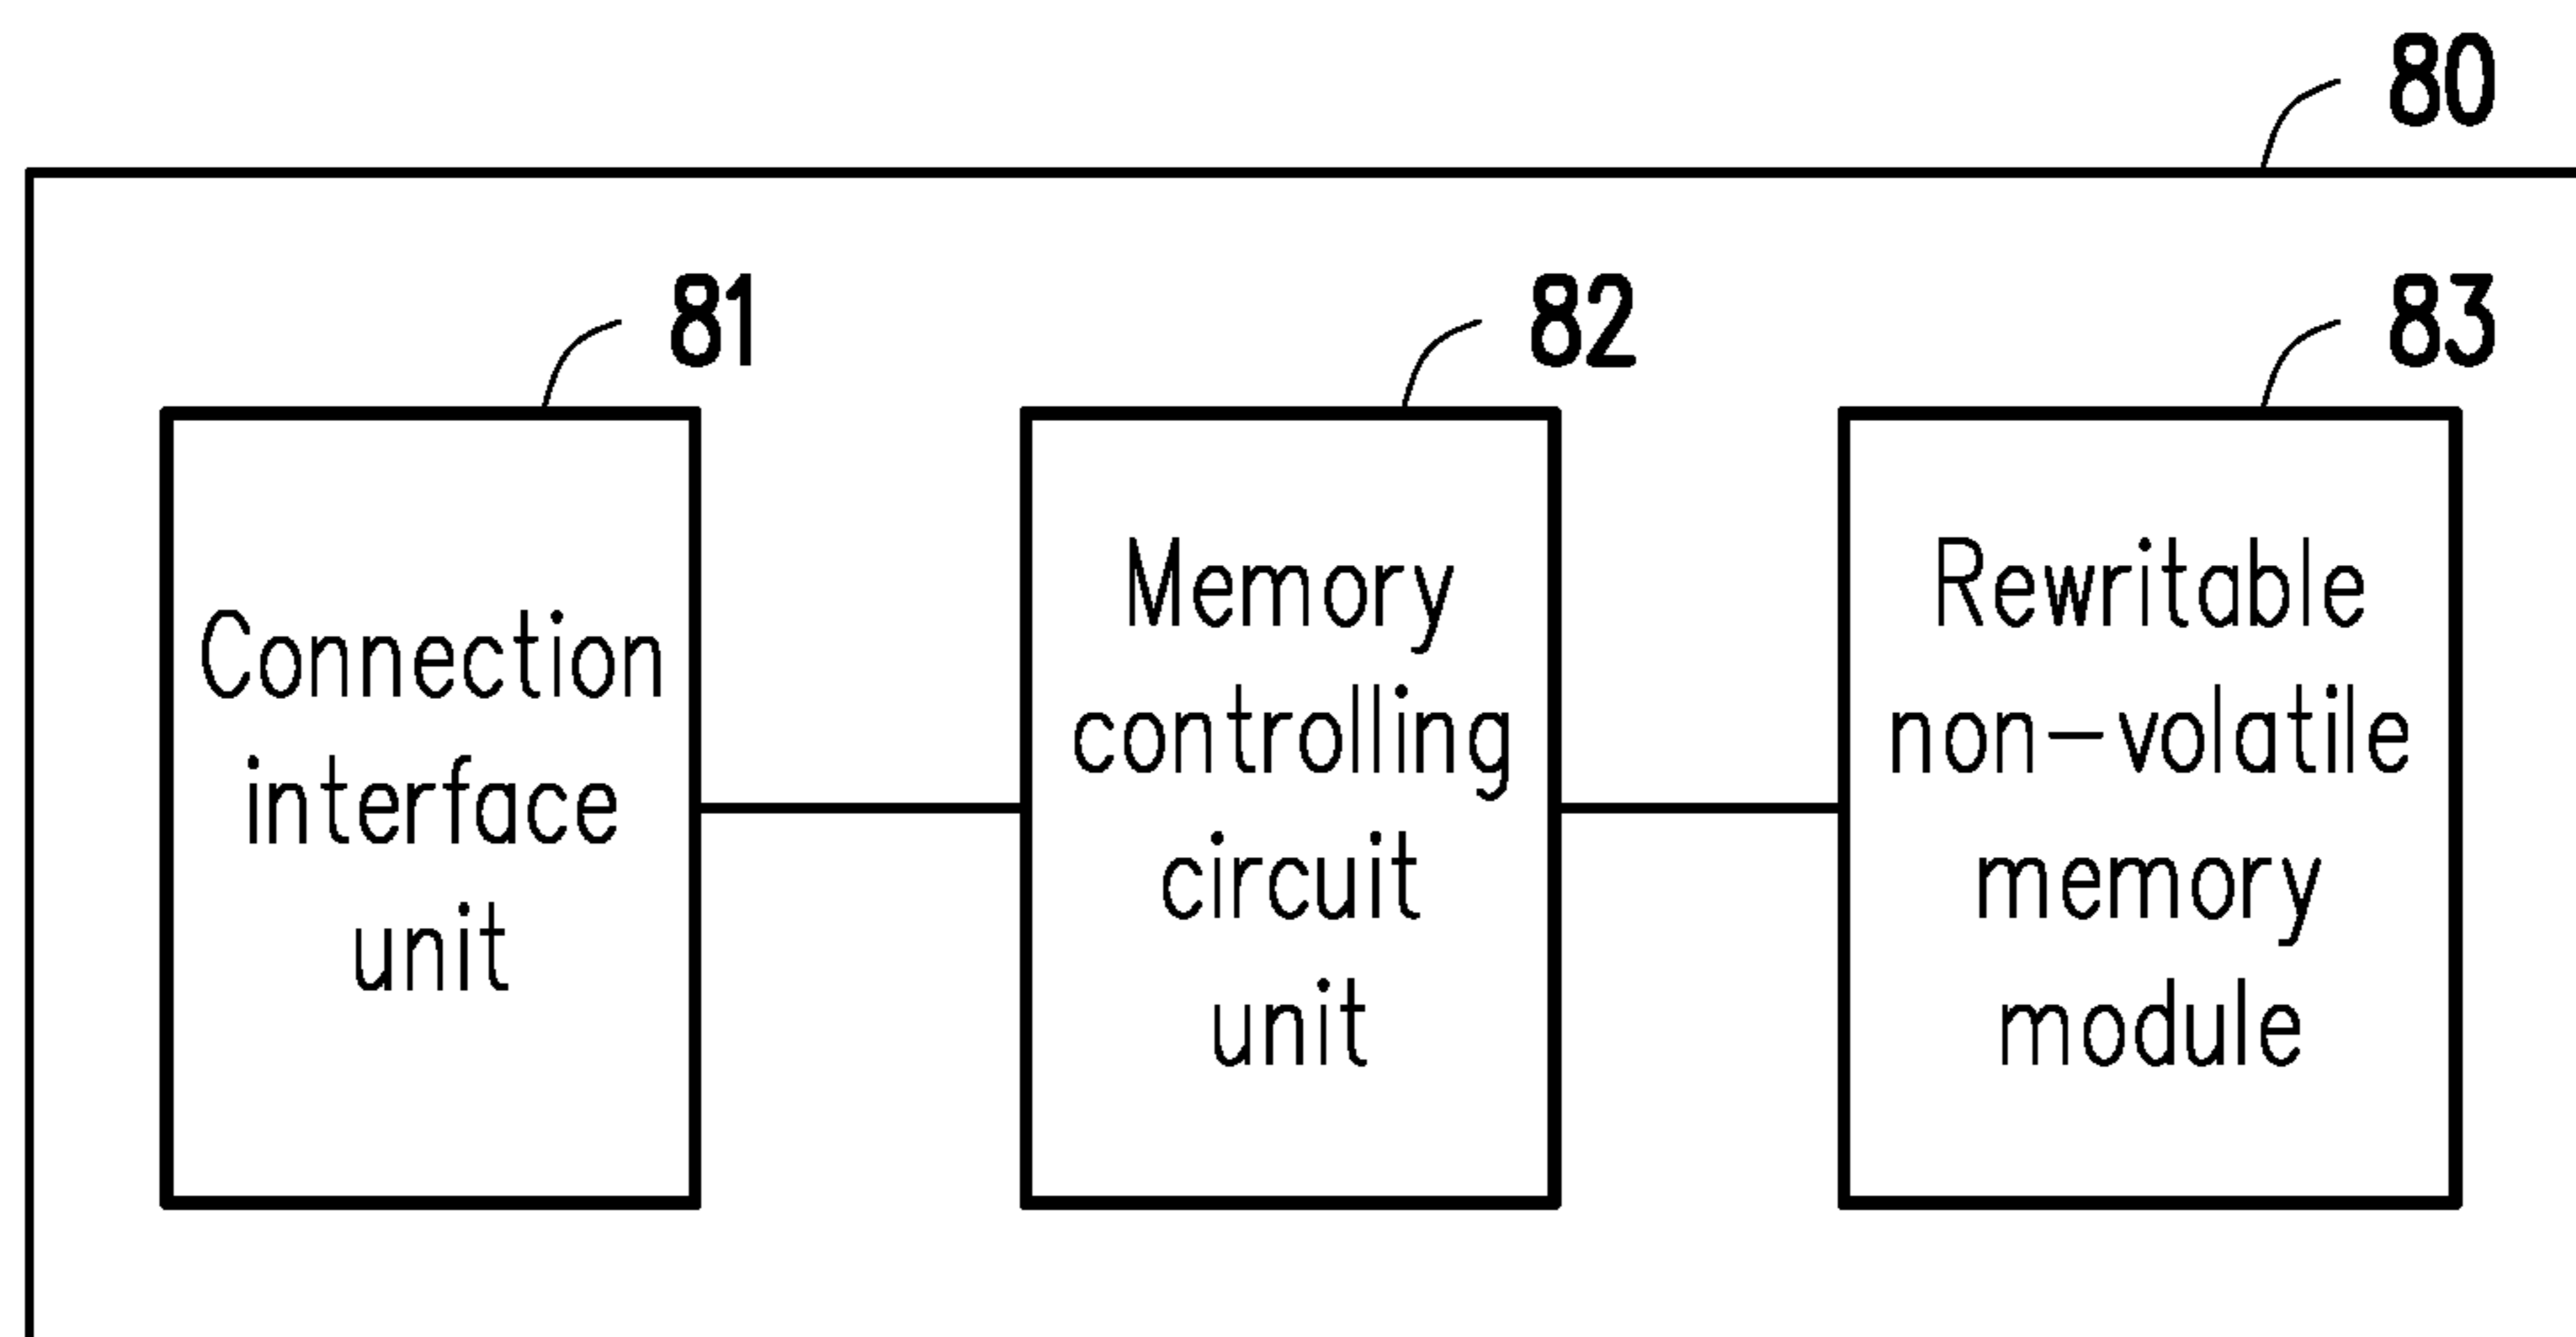 80
81
82
83
Connection
interface
unit
Memory
controlling
circuit
unit
Rewritable
non-volatile
memory
module